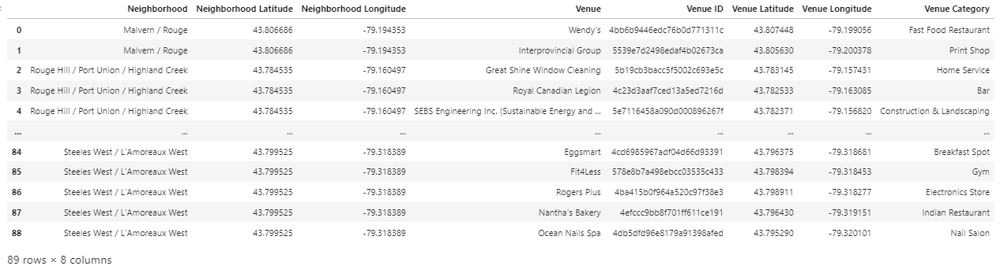 Neighborhood Neighborhood Latitude Neighborhood Longitude Venue Venue ID Venue Latitude Venue Longitude Venue Category
0 Malvern / Rouge 43.806686 -79.194353 Wendy's 4bb6b9446edc76b0d771311c 43.807448 -79.199056 Fast Food Restaurant
1 Malvern / Rouge 43.806686 -79.194353 Interprovincial Group 5539e7d2498edaf4b02673ca 43.805630 -79.200378 Print Shop
2 Rouge Hill / Port Union / Highland Creek 43.784535 -79.160497 Great Shine Window Cleaning 5b19cb3bacc5f5002c693e5c 43.783145 -79.157431 Home Service
3 Rouge Hill / Port Union / Highland Creek 43.784535 -79.160497 Royal Canadian Legion 4c23d3aaf7ced13a5ed7216d 43.782533 -79.163085 Bar
4 Rouge Hill / Port Union / Highland Creek 43.784535 -79.160497 SEBS Engineering Inc. (Sustainable Energy and ... 5e7116458a090d000896267f 43.782371 -79.156820 Construction & Landscaping
... ... ... ... ... ... ... ... ...
84 Steeles West / L'Amoreaux West 43.799525 -79.318389 Eggsmart 4cd6985967adf04d66d93391 43.796375 -79.318681 Breakfast Spot
85 Steeles West / L'Amoreaux West 43.799525 -79.318389 Fit4Less 578e8b7a498ebcc03535c433 43.798394 -79.318453 Gym
86 Steeles West / L'Amoreaux West 43.799525 -79.318389 Rogers Plus 4ba415b0f964a520c97f38e3 43.798911 -79.318277 Electronics Store
87 Steeles West / L'Amoreaux West 43.799525 -79.318389 Nantha's Bakery 4efccc9bb8f701ff611ce191 43.796430 -79.319151 Indian Restaurant
88 Steeles West / L'Amoreaux West 43.799525 -79.318389 Ocean Nails Spa 4db5dfd96e8179a91398afed 43.795290 -79.320101 Nail Salon
89 rows × 8 columns